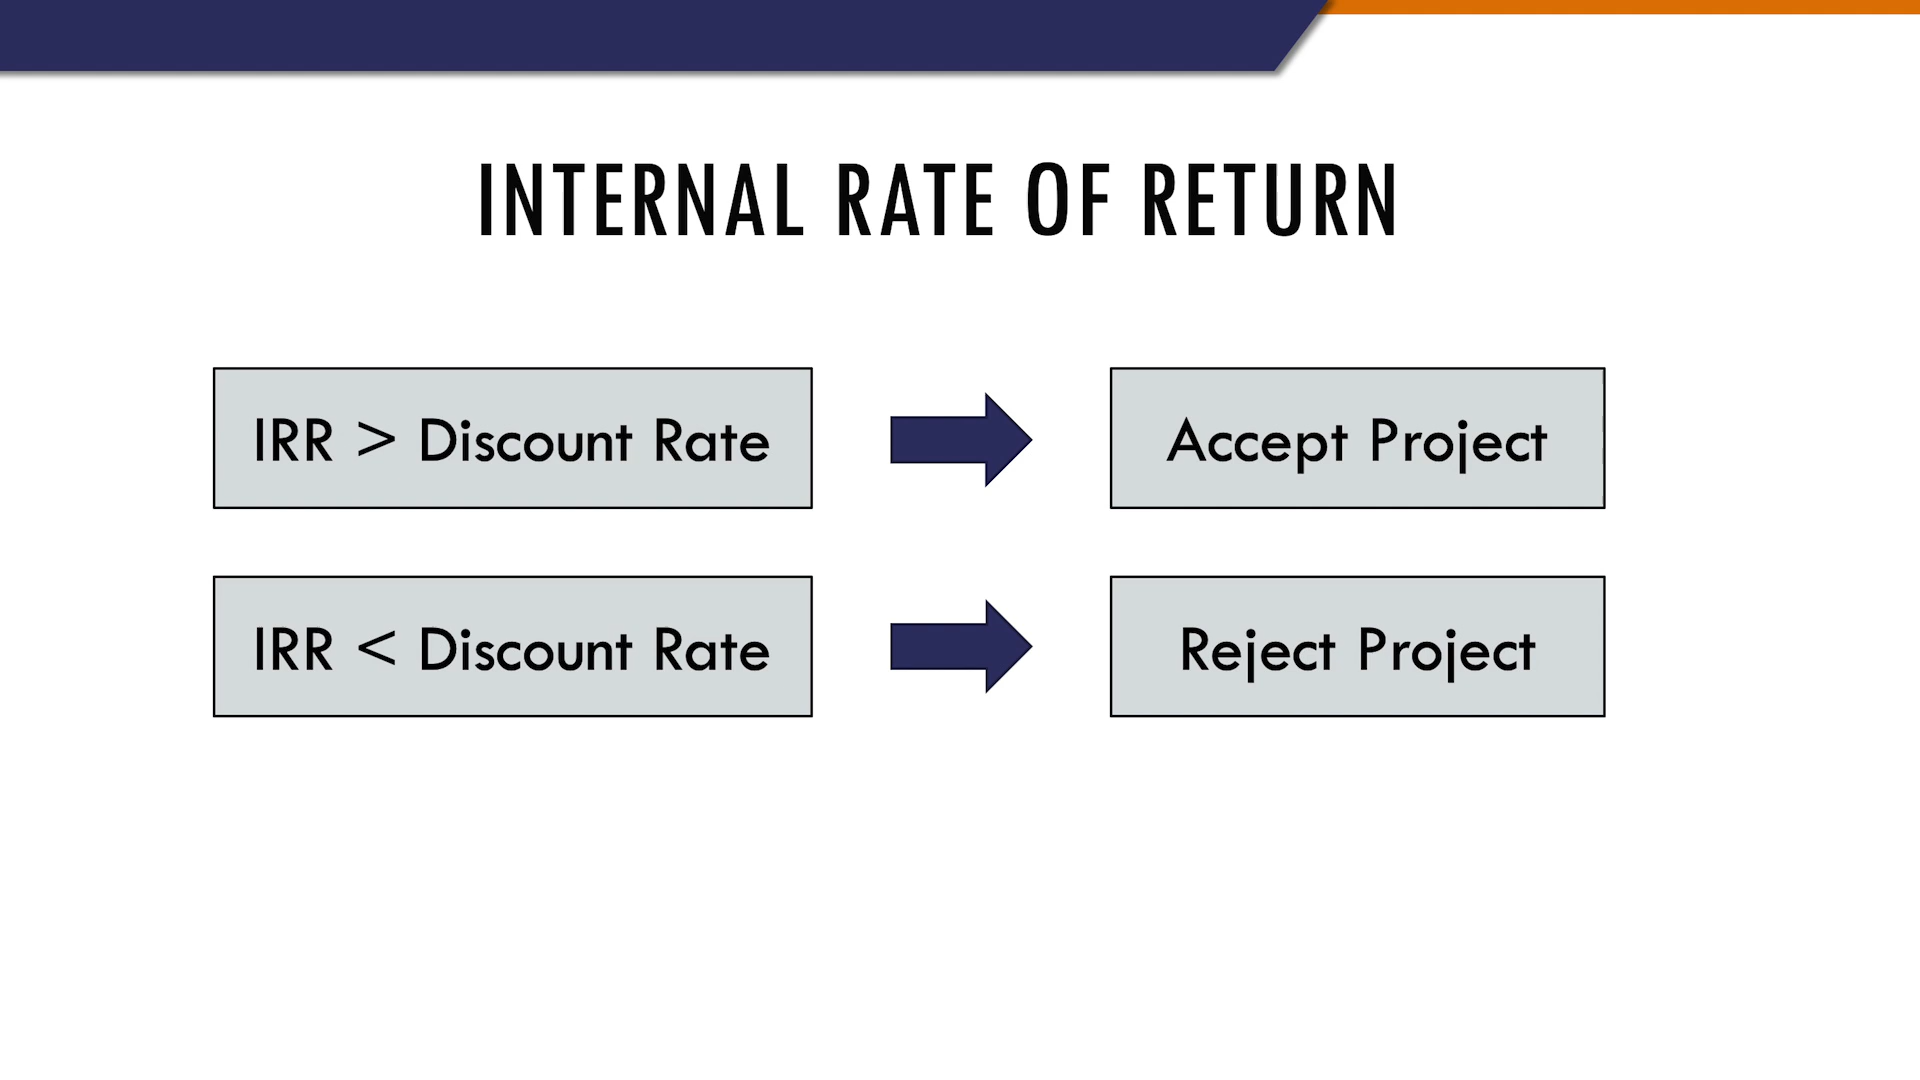 INTERNAL RATE OF RETURN
IRR > Discount Rate
Accept Project
IRR < Discount Rate
Reject Project